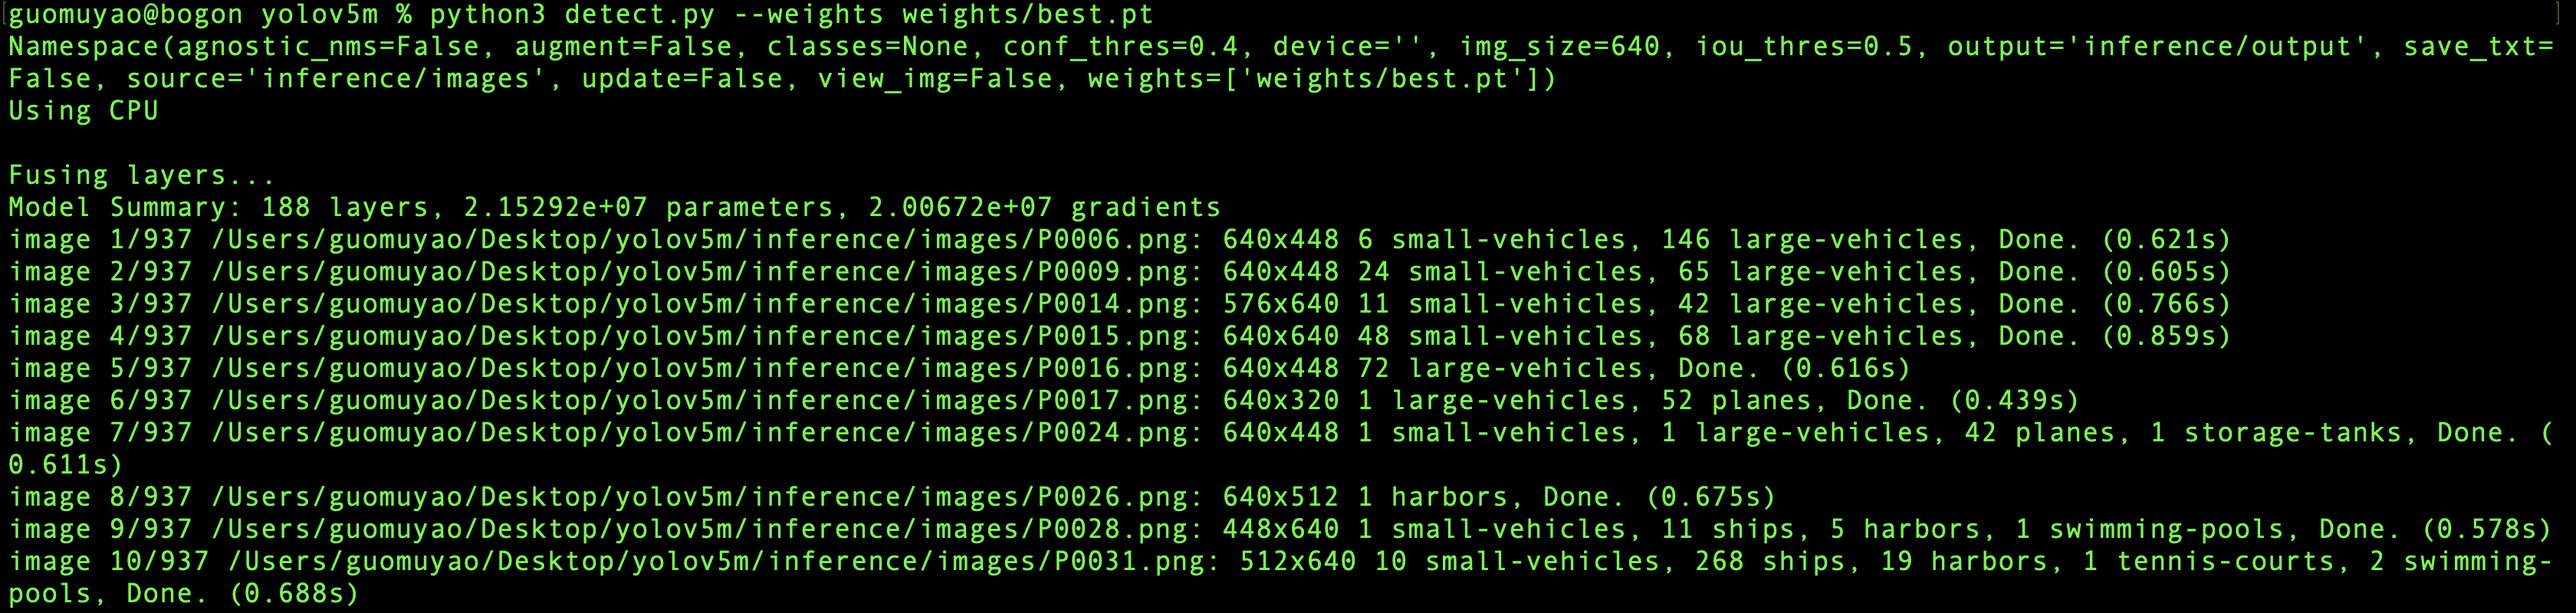 [guomuyao@bogon yolov5m % python3 detect.py --weights weights/best.pt ]
Namespace(agnostic_nms=False, augment=False, classes=None, conf_thres=0.4, device='', img_size=640, iou_thres=0.5, output='inference/output', save_txt=
False, source='inference/images', update=False, view_img=False, weights=['weights/best.pt'])
Using CPU

Fusing layers...
Model Summary: 188 layers, 2.15292e+07 parameters, 2.00672e+07 gradients
image 1/937 /Users/guomuyao/Desktop/yolov5m/inference/images/P0006.png: 640x448 6 small-vehicles, 146 large-vehicles, Done. (0.621s)
image 2/937 /Users/guomuyao/Desktop/yolov5m/inference/images/P0009.png: 640x448 24 small-vehicles, 65 large-vehicles, Done. (0.605s)
image 3/937 /Users/guomuyao/Desktop/yolov5m/inference/images/P0014.png: 576x640 11 small-vehicles, 42 large-vehicles, Done. (0.766s)
image 4/937 /Users/guomuyao/Desktop/yolov5m/inference/images/P0015.png: 640x640 48 small-vehicles, 68 large-vehicles, Done. (0.859s)
image 5/937 /Users/guomuyao/Desktop/yolov5m/inference/images/P0016.png: 640x448 72 large-vehicles, Done. (0.616s)
image 6/937 /Users/guomuyao/Desktop/yolov5m/inference/images/P0017.png: 640x320 1 large-vehicles, 52 planes, Done. (0.439s)
image 7/937 /Users/guomuyao/Desktop/yolov5m/inference/images/P0024.png: 640x448 1 small-vehicles, 1 large-vehicles, 42 planes, 1 storage-tanks, Done. (
0.611s)
image 8/937 /Users/guomuyao/Desktop/yolov5m/inference/images/P0026.png: 640x512 1 harbors, Done. (0.675s)
image 9/937 /Users/guomuyao/Desktop/yolov5m/inference/images/P0028.png: 448x640 1 small-vehicles, 11 ships, 5 harbors, 1 swimming-pools, Done. (0.578s)
image 10/937 /Users/guomuyao/Desktop/yolov5m/inference/images/P0031.png: 512x640 10 small-vehicles, 268 ships, 19 harbors, 1 tennis-courts, 2 swimming-
pools, Done. (0.688s)